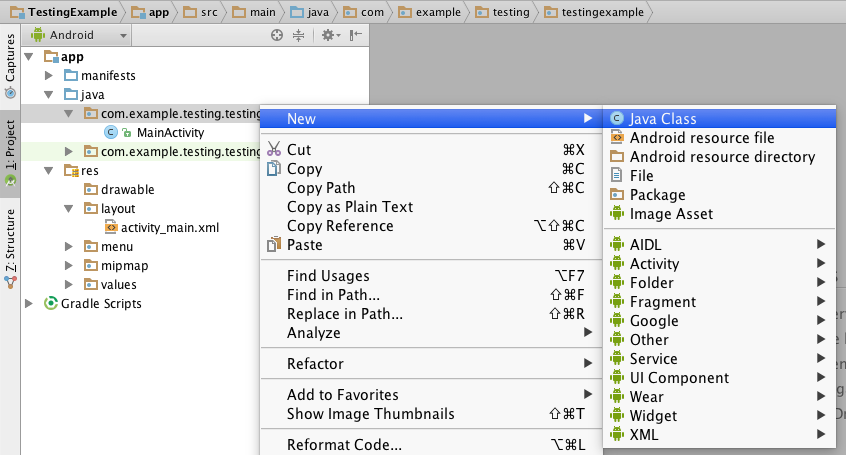 TestingExample app src main java com example testing testingexample
Captures
1: Project
Z: Structure
Android
app
manifests
java
com.example.testing.testing
MainActivity
com.example.testing.testing
res
drawable
layout
activity_main.xml
menu
mipmap
values
Gradle Scripts
New
Cut ⌘X
Copy ⌘C
Copy Path ⇧⌘C
Copy as Plain Text
Copy Reference ⌥⇧⌘C
Paste ⌘V
Find Usages ⌥F7
Find in Path... ⇧⌘F
Replace in Path... ⇧⌘R
Analyze
Refactor
Add to Favorites
Show Image Thumbnails ⇧⌘T
Reformat Code... ⌥⌘L
Java Class
Android resource file
Android resource directory
File
Package
Image Asset
AIDL
Activity
Folder
Fragment
Google
Other
Service
UI Component
Wear
Widget
XML